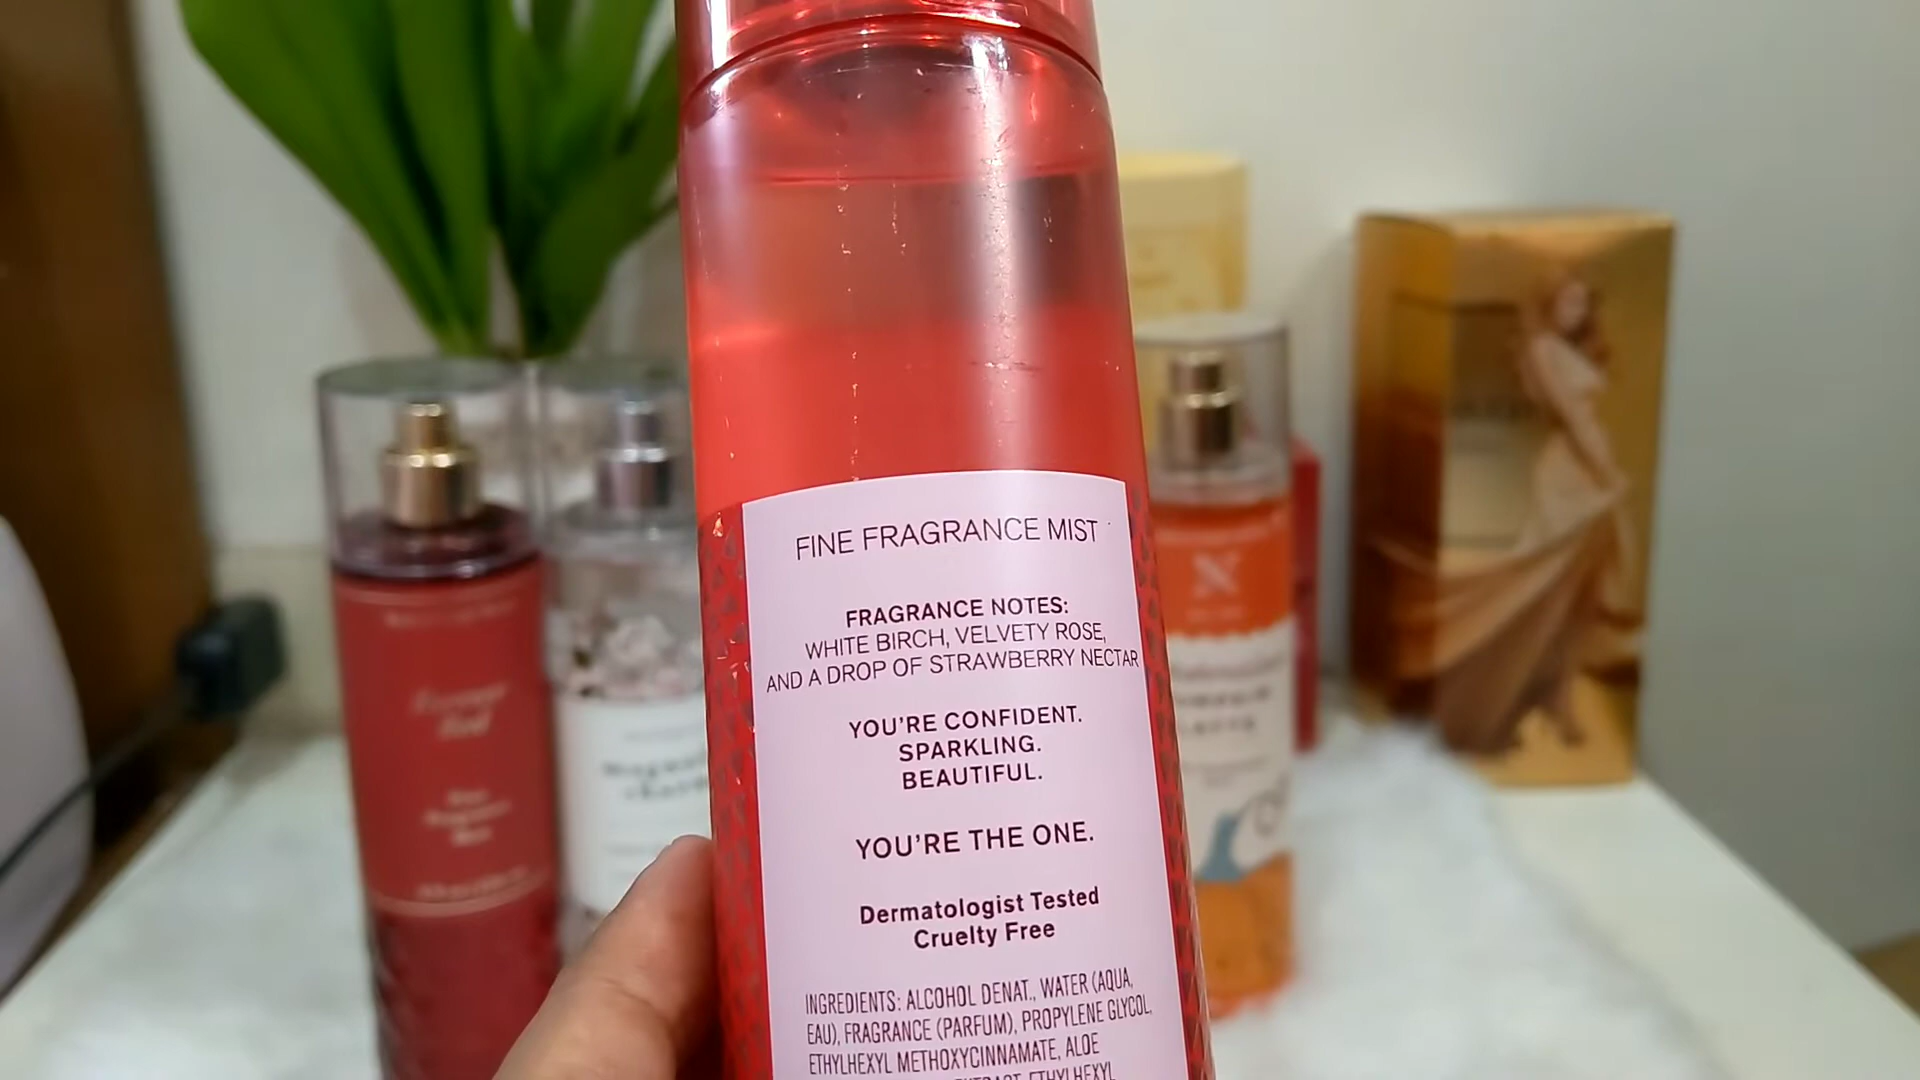 FINE FRAGRANCE MIST
FRAGRANCE NOTES:
WHITE BIRCH, VELVETY ROSE,
AND A DROP OF STRAWBERRY NECTAR
YOU'RE CONFIDENT.
SPARKLING.
BEAUTIFUL.
YOU'RE THE ONE.
Dermatologist Tested
Cruelty Free
INGREDIENTS: ALCOHOL DENAT., WATER (AQUA,
EAU), FRAGRANCE (PARFUM), PROPYLENE GLYCOL,
ETHYLHEXYL METHOXYCINNAMATE, ALOE
EXTRACT, ETHYLHEXYL